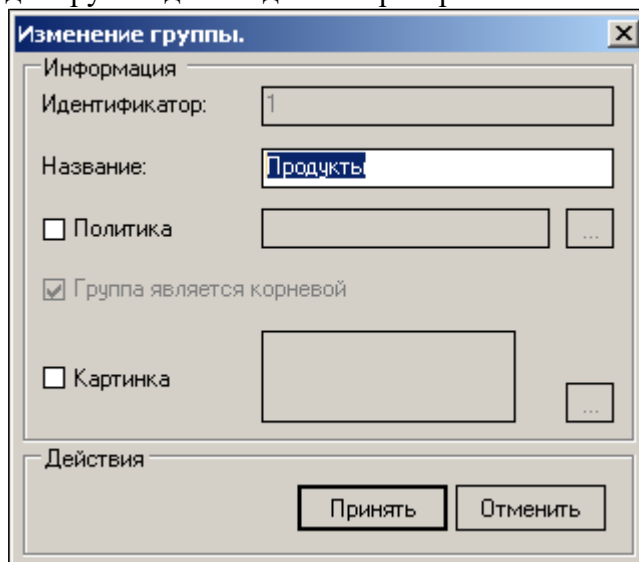 Изменение группы.
Информация
Идентификатор: 1
Название: Продукты
Политика ...
Группа является корневой
Картинка
...
Действия
Принять Отменить